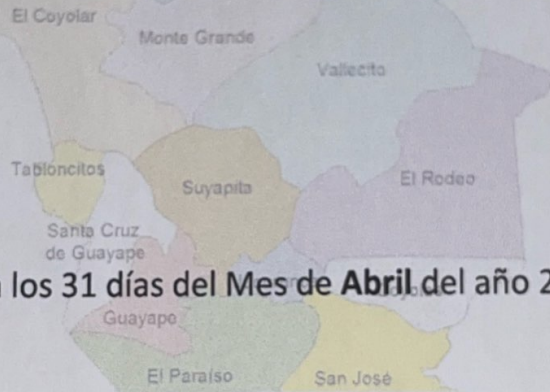 El Coyolar
Monte Grande
Vallecito
Tabloncitos
Suyapita
El Rodeo
Santa Cruz
de Guayape
los 31 días del Mes de Abril del año 2
Guayape
El Paraíso
San José